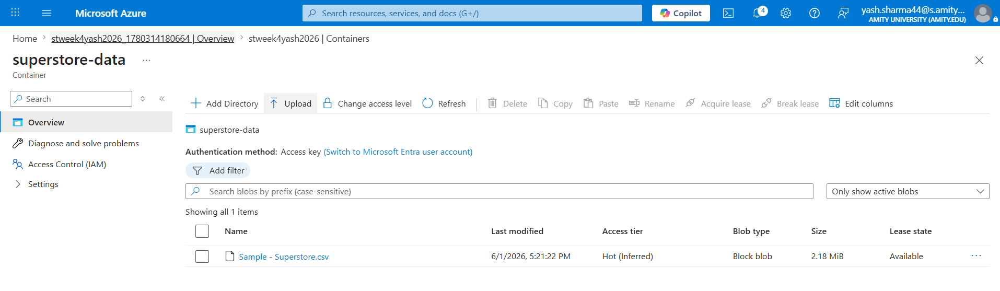 Microsoft Azure
Search resources, services, and docs (G+/)
Copilot
4
yash.sharma44@s.amity...
AMITY UNIVERSITY (AMITY.EDU)
Home > stweek4yash2026_1780314180664 | Overview > stweek4yash2026 | Containers
superstore-data ...
Container
Search
Overview
Diagnose and solve problems
Access Control (IAM)
Settings
Add Directory Upload Change access level Refresh Delete Copy Paste Rename Acquire lease Break lease Edit columns
superstore-data
Authentication method: Access key (Switch to Microsoft Entra user account)
Add filter
Search blobs by prefix (case-sensitive)
Only show active blobs
Showing all 1 items
Name Last modified Access tier Blob type Size Lease state
Sample - Superstore.csv 6/1/2026, 5:21:22 PM Hot (Inferred) Block blob 2.18 MiB Available ...